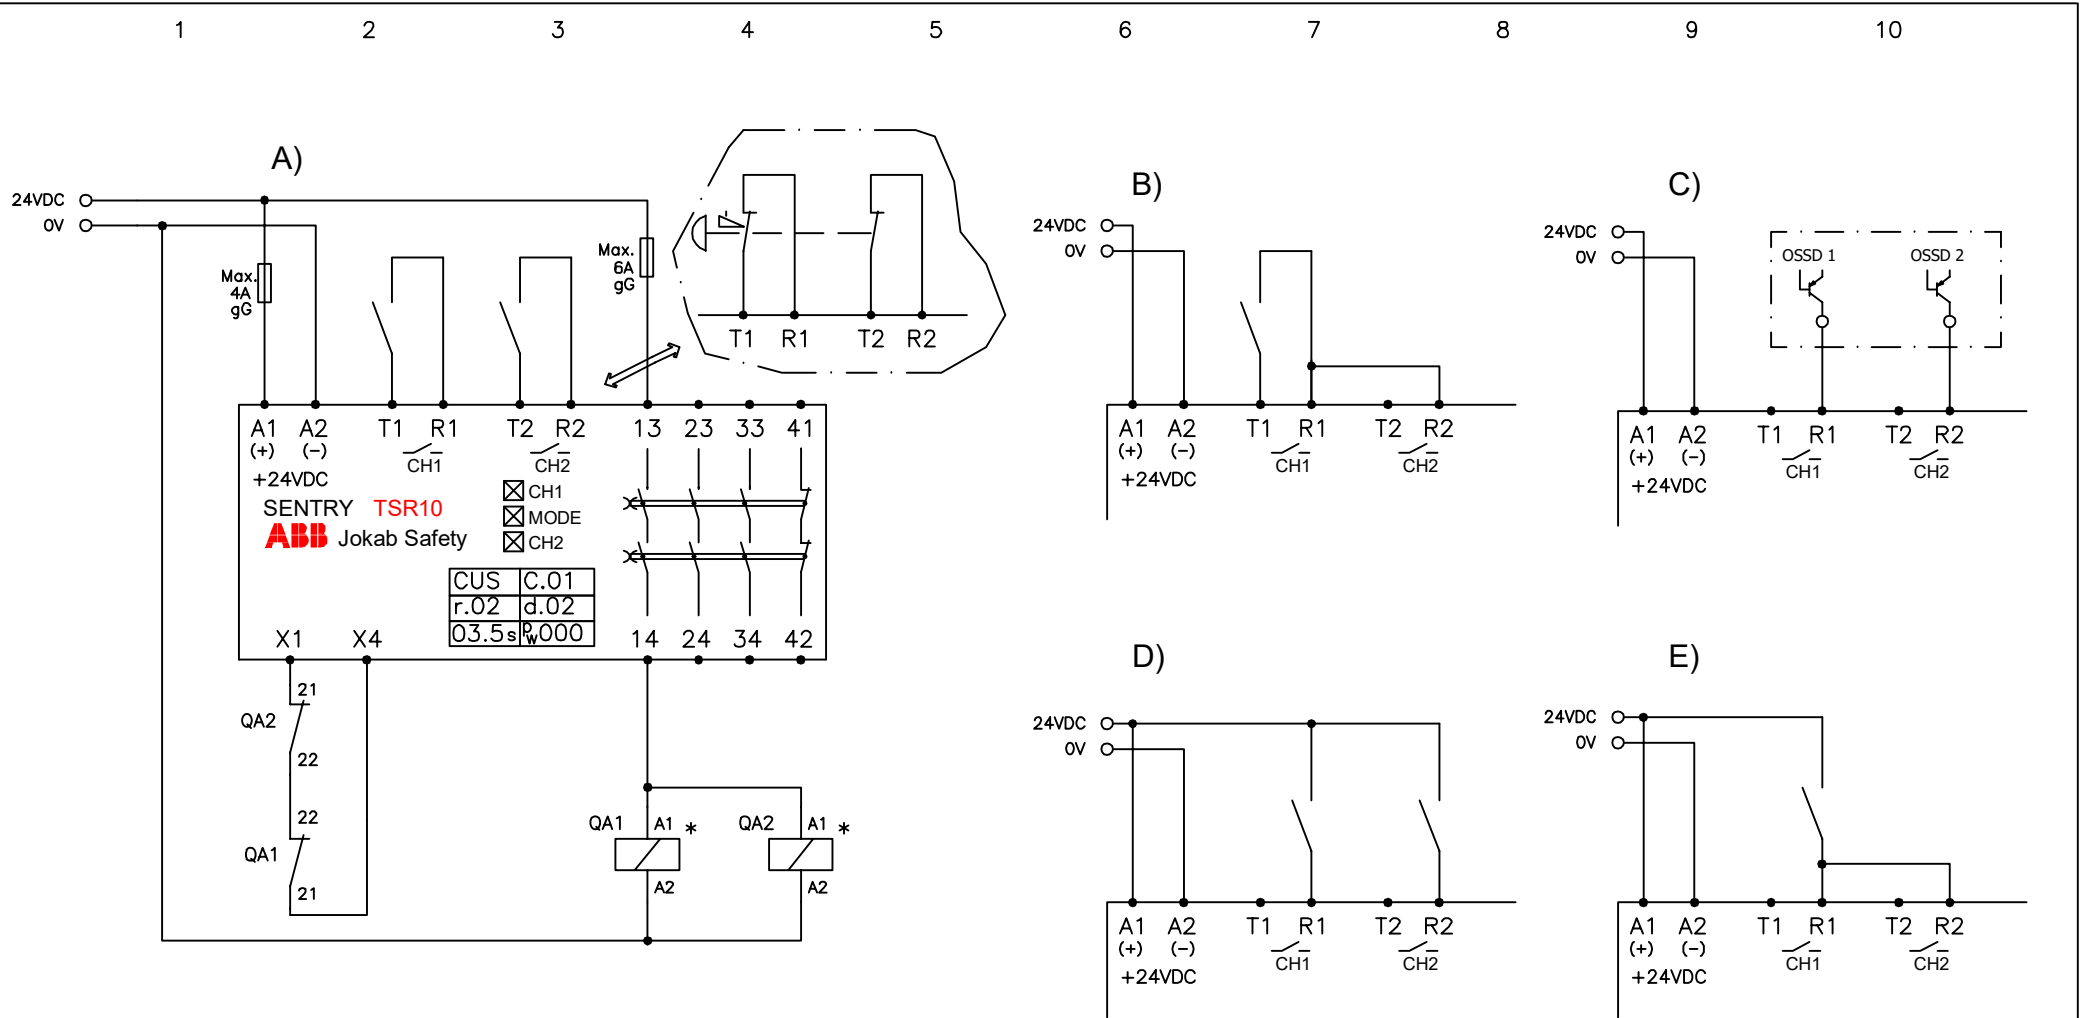 1 2 3 4 5 6 7 8 9 10
A)
24VDC
0V
Max.
4A
gG
Max.
6A
gG
T1 R1 T2 R2
A1 A2 T1 R1 T2 R2 13 23 33 41
(+) (-) CH1 CH2
+24VDC
SENTRY TSR10
ABB Jokab Safety
CH1
MODE
CH2
CUS C.01
r.02 d.02
03.5s Pw000
X1 X4 14 24 34 42
21
QA2
22
22
QA1
21
QA1 A1 *
A2
QA2 A1 *
A2
B)
24VDC
0V
A1 A2 T1 R1 T2 R2
(+) (-) CH1 CH2
+24VDC
C)
24VDC
0V
OSSD 1 OSSD 2
A1 A2 T1 R1 T2 R2
(+) (-) CH1 CH2
+24VDC
D)
24VDC
0V
A1 A2 T1 R1 T2 R2
(+) (-) CH1 CH2
+24VDC
E)
24VDC
0V
A1 A2 T1 R1 T2 R2
(+) (-) CH1 CH2
+24VDC